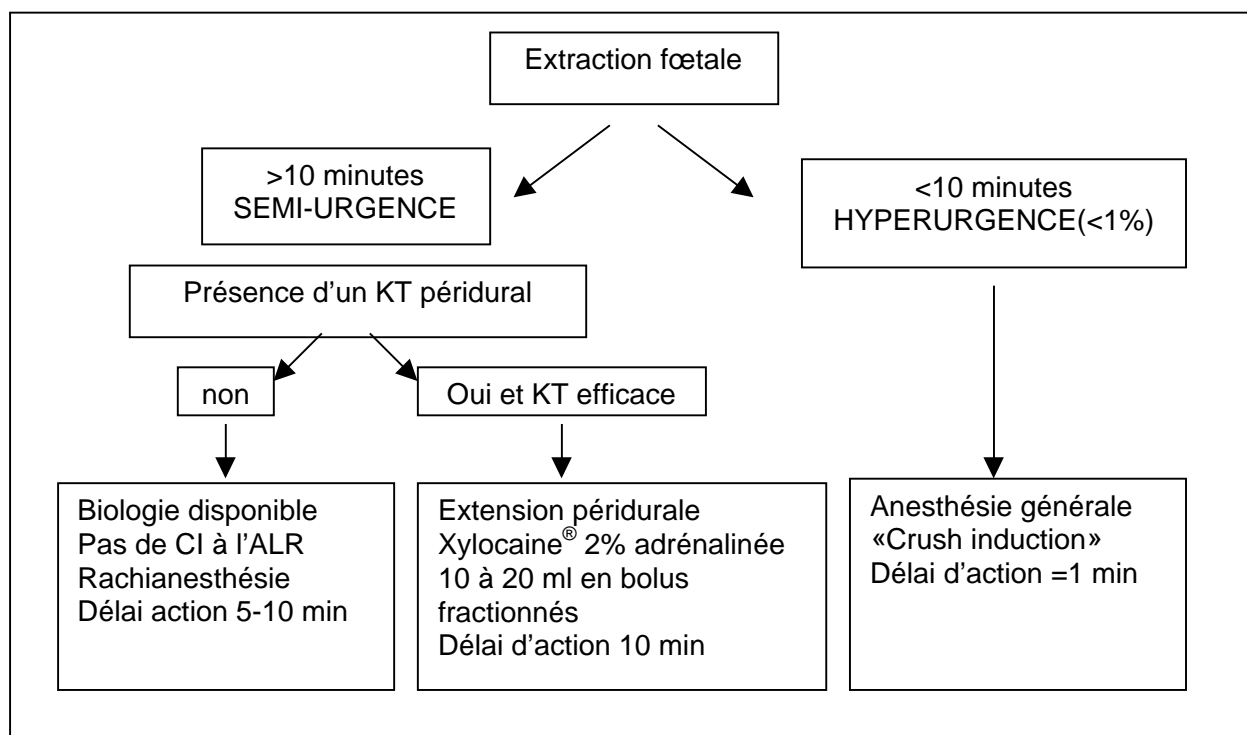 Extraction fœtale
>10 minutes
SEMI-URGENCE
<10 minutes
HYPERURGENCE(<1%)
Présence d’un KT péridural
non
Oui et KT efficace
Biologie disponible
Pas de CI à l’ALR
Rachianesthésie
Délai action 5-10 min
Extension péridurale
Xylocaine® 2% adrénalinée
10 à 20 ml en bolus
fractionnés
Délai d’action 10 min
Anesthésie générale
«Crush induction»
Délai d’action =1 min